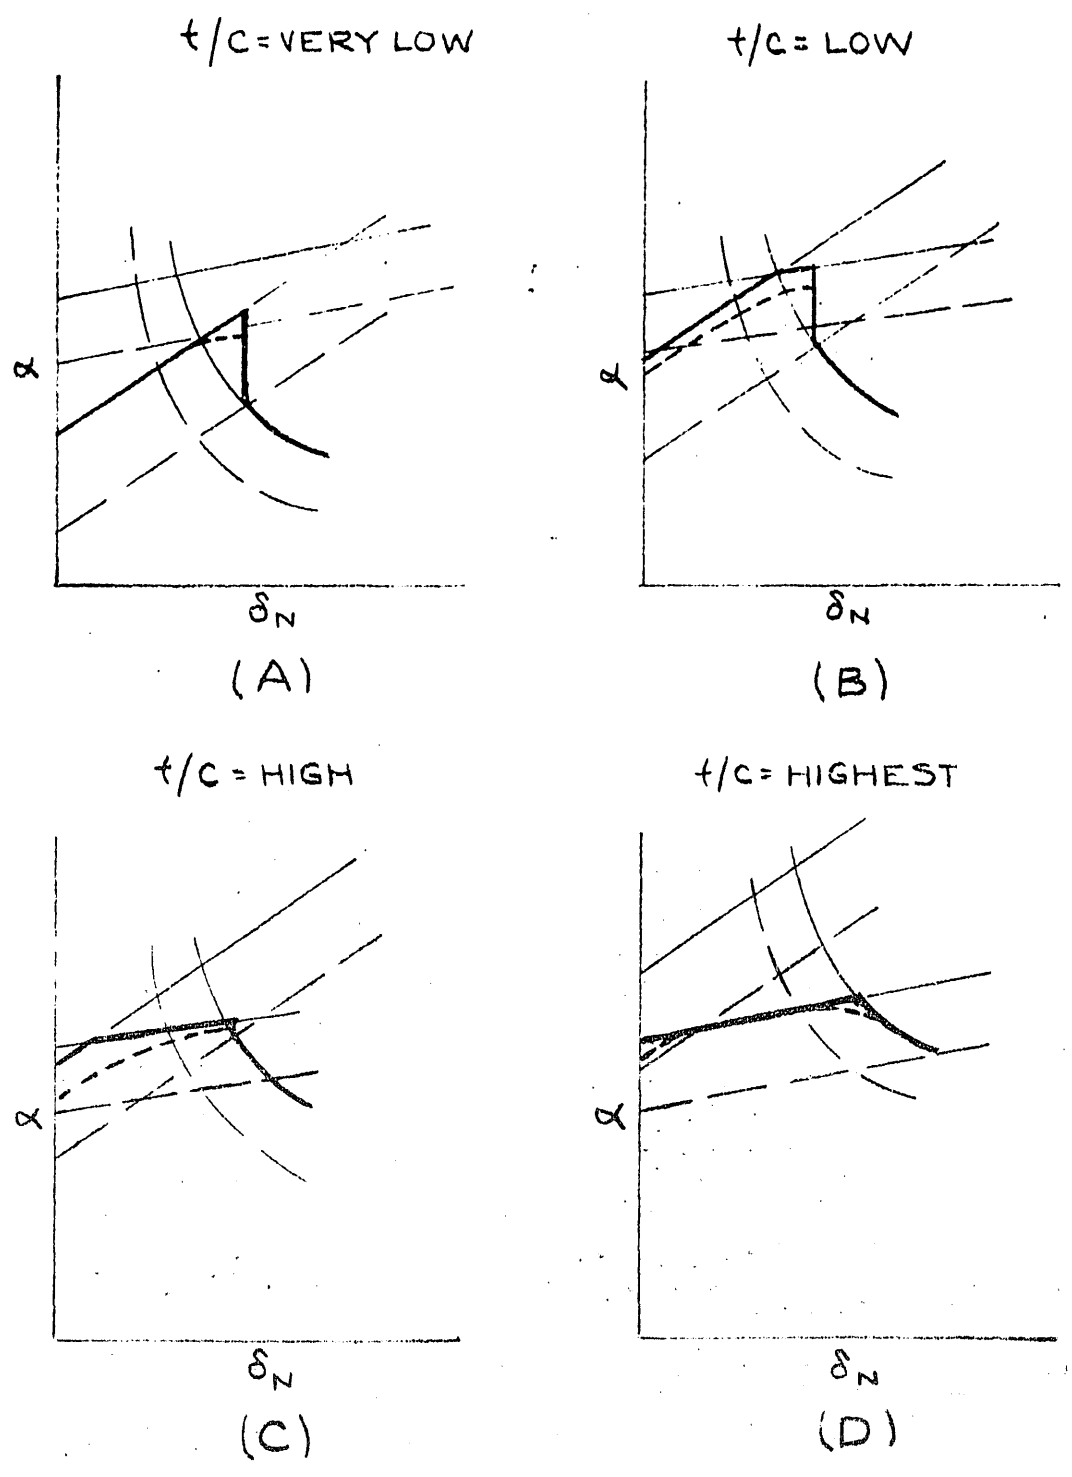 t/c = VERY LOW
α
δN
(A)
t/c = LOW
α
δN
(B)
t/c = HIGH
α
δN
(C)
t/c = HIGHEST
α
δN
(D)